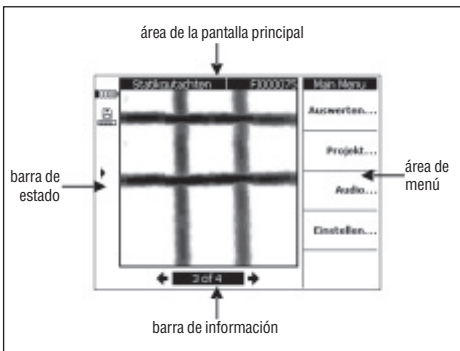 área de la pantalla principal
Statikgutachten FI000075 Main Menu
Auswerten...
Projekt...
barra de
estado
Audio...
área de
menú
Einstellen...
3 of 4
barra de información